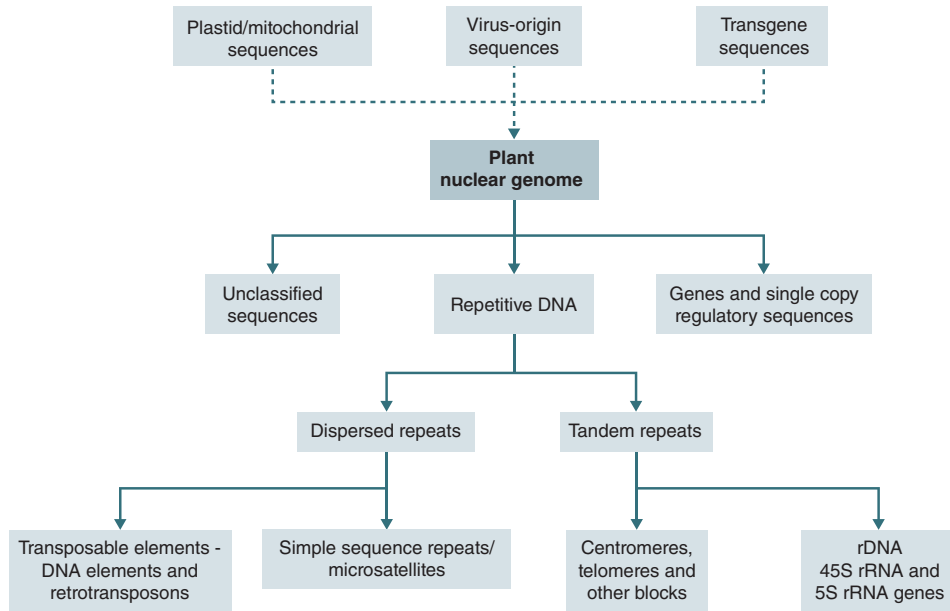 Plastid/mitochondrial
sequences
Virus-origin
sequences
Transgene
sequences
Plant
nuclear genome
Unclassified
sequences
Repetitive DNA
Genes and single copy
regulatory sequences
Dispersed repeats
Tandem repeats
Transposable elements -
DNA elements and
retrotransposons
Simple sequence repeats/
microsatellites
Centromeres,
telomeres and
other blocks
rDNA
45S rRNA and
5S rRNA genes